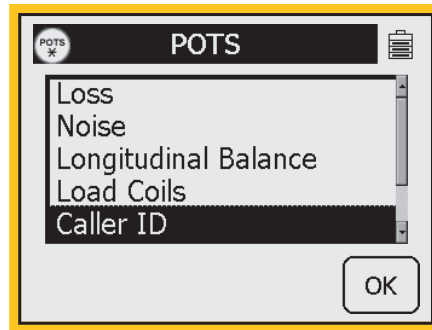 POTS
*
POTS
Loss
Noise
Longitudinal Balance
Load Coils
Caller ID
OK